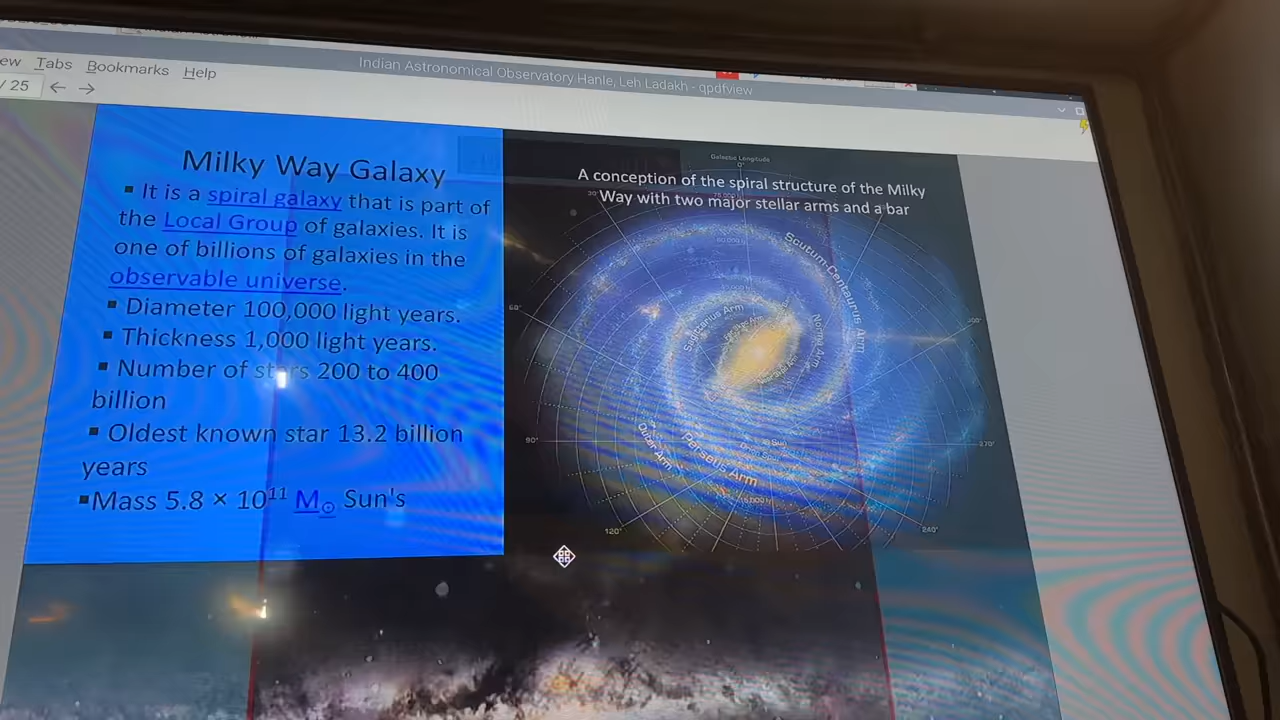 Indian Astronomical Observatory Hanle, Leh Ladakh - qpdfview
ew Tabs Bookmarks Help
/ 25
Milky Way Galaxy
▪ It is a spiral galaxy that is part of
the Local Group of galaxies. It is
one of billions of galaxies in the
observable universe.
▪ Diameter 100,000 light years.
▪ Thickness 1,000 light years.
▪ Number of stars 200 to 400
billion
▪ Oldest known star 13.2 billion
years
▪Mass 5.8 × 10¹¹ M☉ Sun's
Galactic Longitude
0°
A conception of the spiral structure of the Milky
Way with two major stellar arms and a bar
30°
Scutum-Centaurus Arm
60°
Sagittarius Arm
Norma Arm
90°
270°
Sun
Outer Arm
Perseus Arm
120°
240°